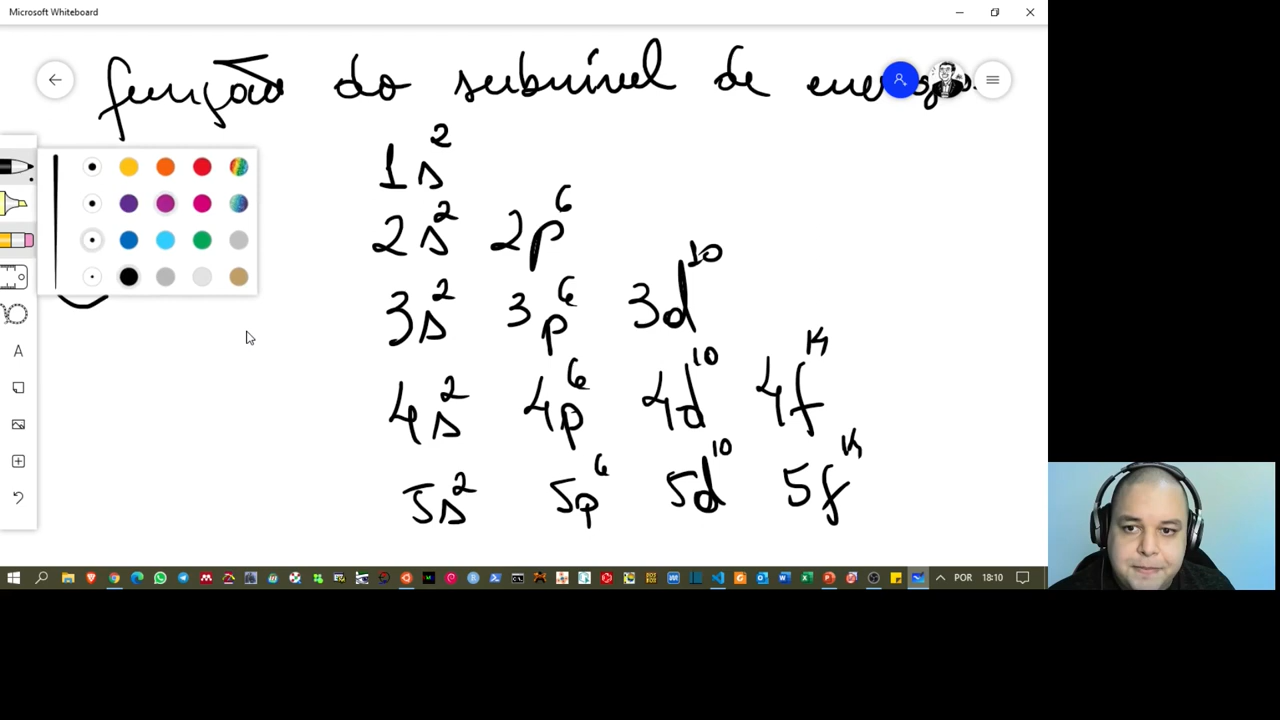 Microsoft Whiteboard
função do subnível de energia
1s²
2s² 2p⁶
3s² 3p⁶ 3d¹⁰
4s² 4p⁶ 4d¹⁰ 4f¹⁴
5s² 5p⁶ 5d¹⁰ 5f¹⁴
A
POR 18:10